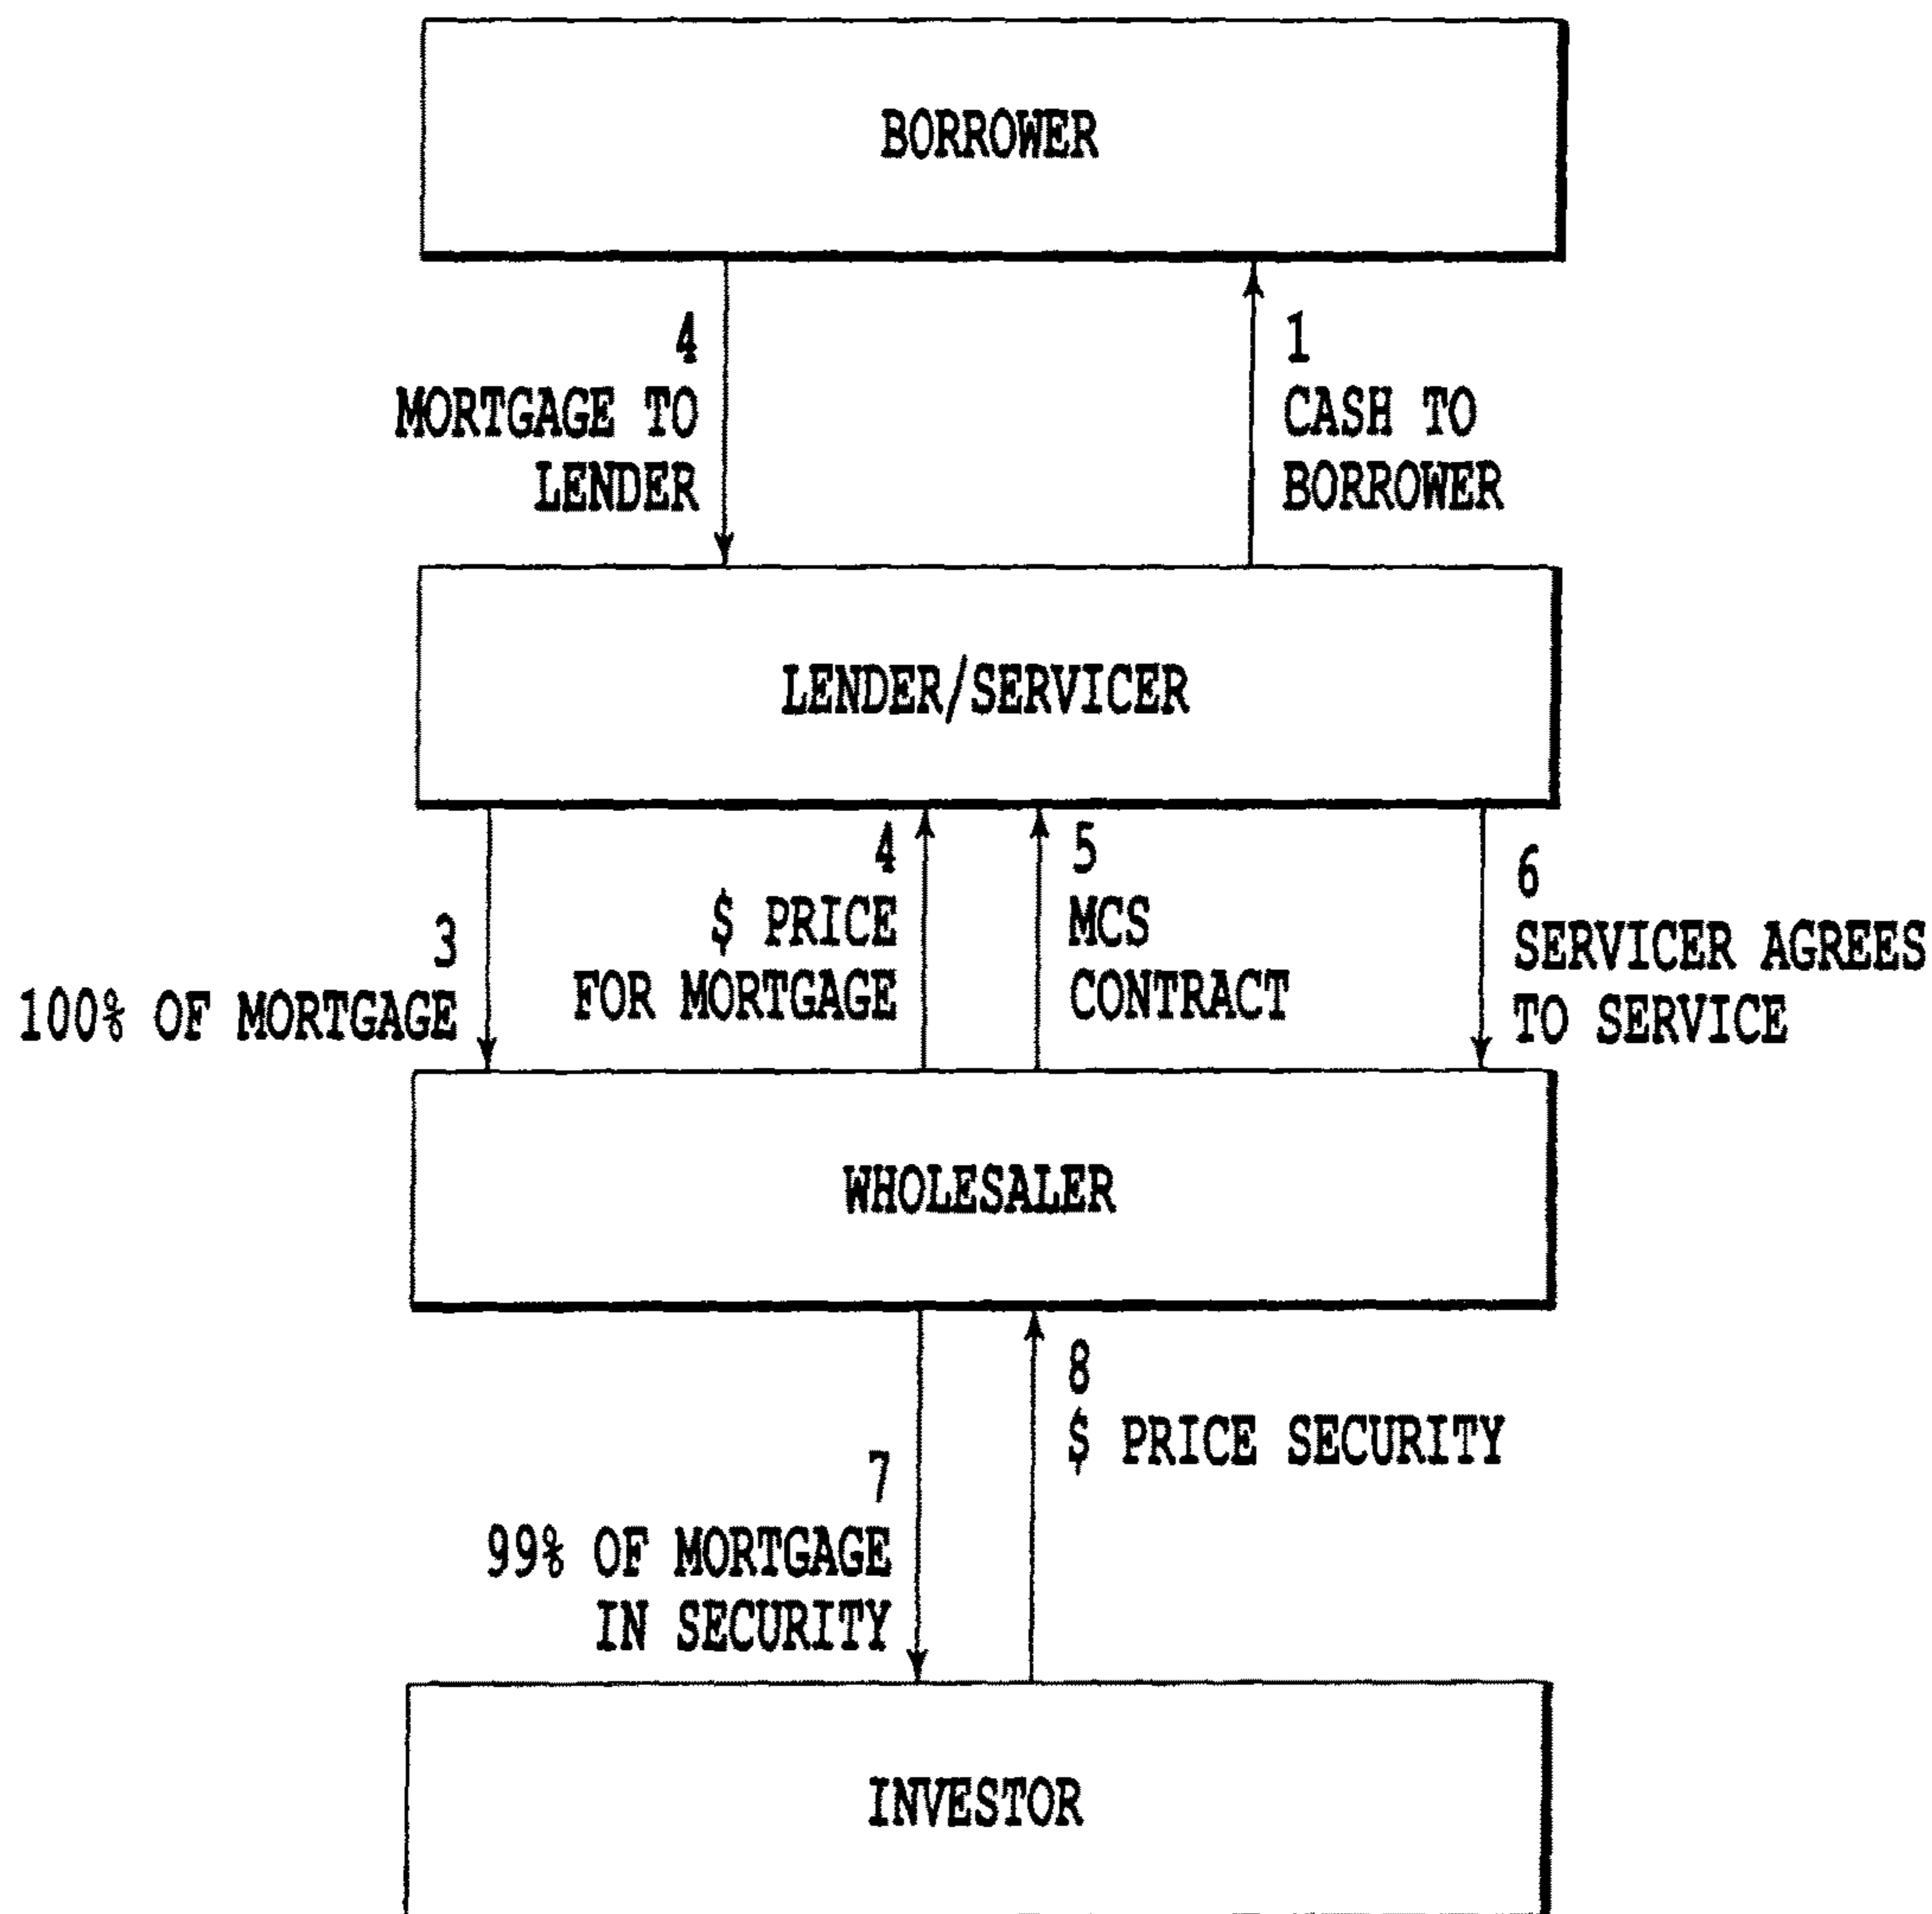 BORROWER
4
MORTGAGE TO
LENDER
1
CASH TO
BORROWER
LENDER/SERVICER
3
100% OF MORTGAGE
4
$ PRICE
FOR MORTGAGE
5
MCS
CONTRACT
6
SERVICER AGREES
TO SERVICE
WHOLESALER
7
99% OF MORTGAGE
IN SECURITY
8
$ PRICE SECURITY
INVESTOR